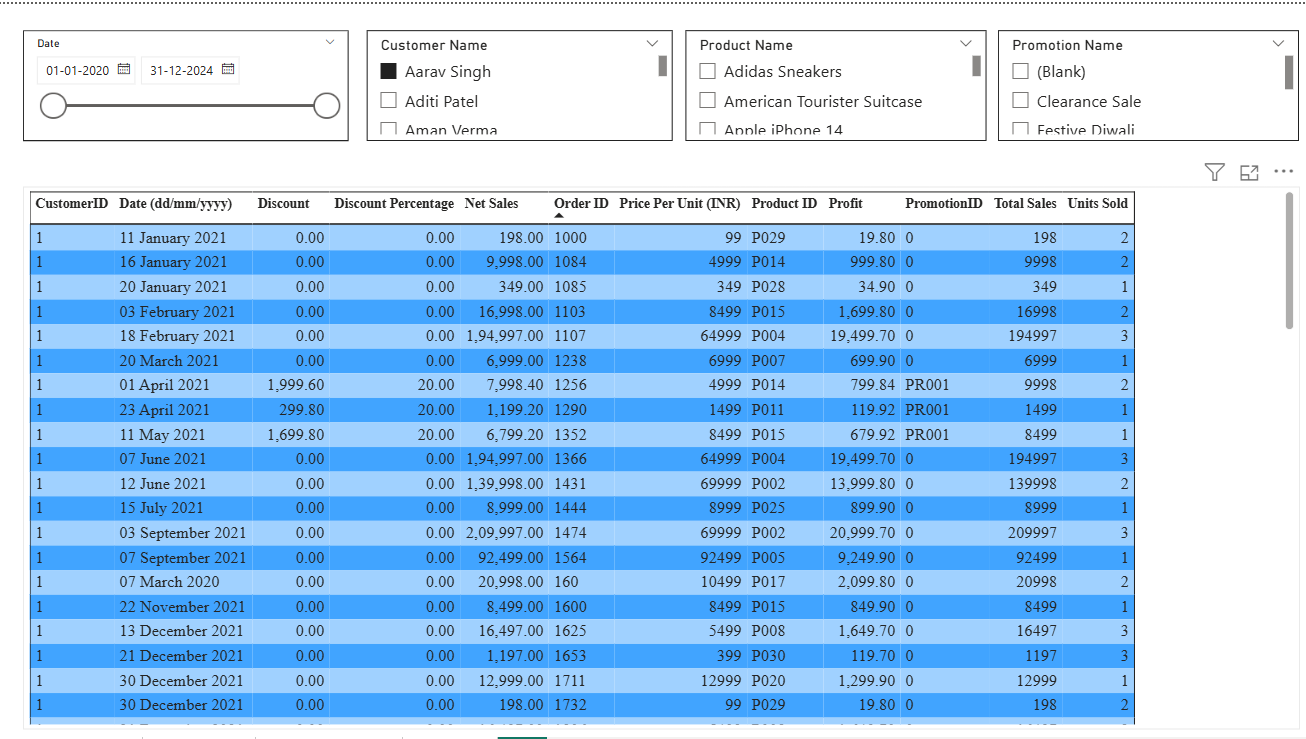 Date
01-01-2020 31-12-2024
Customer Name
Aarav Singh
Aditi Patel
Aman Verma
Product Name
Adidas Sneakers
American Tourister Suitcase
Apple iPhone 14
Promotion Name
(Blank)
Clearance Sale
Festive Diwali
CustomerID Date (dd/mm/yyyy) Discount Discount Percentage Net Sales Order ID Price Per Unit (INR) Product ID Profit PromotionID Total Sales Units Sold
1 11 January 2021 0.00 0.00 198.00 1000 99 P029 19.80 0 198 2
1 16 January 2021 0.00 0.00 9,998.00 1084 4999 P014 999.80 0 9998 2
1 20 January 2021 0.00 0.00 349.00 1085 349 P028 34.90 0 349 1
1 03 February 2021 0.00 0.00 16,998.00 1103 8499 P015 1,699.80 0 16998 2
1 18 February 2021 0.00 0.00 1,94,997.00 1107 64999 P004 19,499.70 0 194997 3
1 20 March 2021 0.00 0.00 6,999.00 1238 6999 P007 699.90 0 6999 1
1 01 April 2021 1,999.60 20.00 7,998.40 1256 4999 P014 799.84 PR001 9998 2
1 23 April 2021 299.80 20.00 1,199.20 1290 1499 P011 119.92 PR001 1499 1
1 11 May 2021 1,699.80 20.00 6,799.20 1352 8499 P015 679.92 PR001 8499 1
1 07 June 2021 0.00 0.00 1,94,997.00 1366 64999 P004 19,499.70 0 194997 3
1 12 June 2021 0.00 0.00 1,39,998.00 1431 69999 P002 13,999.80 0 139998 2
1 15 July 2021 0.00 0.00 8,999.00 1444 8999 P025 899.90 0 8999 1
1 03 September 2021 0.00 0.00 2,09,997.00 1474 69999 P002 20,999.70 0 209997 3
1 07 September 2021 0.00 0.00 92,499.00 1564 92499 P005 9,249.90 0 92499 1
1 07 March 2020 0.00 0.00 20,998.00 160 10499 P017 2,099.80 0 20998 2
1 22 November 2021 0.00 0.00 8,499.00 1600 8499 P015 849.90 0 8499 1
1 13 December 2021 0.00 0.00 16,497.00 1625 5499 P008 1,649.70 0 16497 3
1 21 December 2021 0.00 0.00 1,197.00 1653 399 P030 119.70 0 1197 3
1 30 December 2021 0.00 0.00 12,999.00 1711 12999 P020 1,299.90 0 12999 1
1 30 December 2021 0.00 0.00 198.00 1732 99 P029 19.80 0 198 2